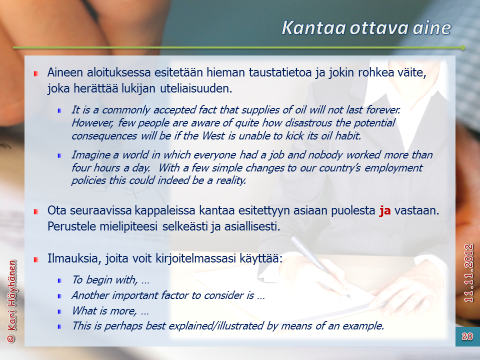 Kantaa ottava aine
Aineen aloituksessa esitetään hieman taustatietoa ja jokin rohkea väite,
joka herättää lukijan uteliaisuuden.
It is a commonly accepted fact that supplies of oil will not last forever.
However, few people are aware of quite how disastrous the potential
consequences will be if the West is unable to kick its oil habit.
Imagine a world in which everyone had a job and nobody worked more than
four hours a day. With a few simple changes to our country's employment
policies this could indeed be a reality.
Ota seuraavissa kappaleissa kantaa esitettyyn asiaan puolesta ja vastaan.
Perustele mielipiteesi selkeästi ja asiallisesti.
Ilmauksia, joita voit kirjoitelmassasi käyttää:
To begin with, …
Another important factor to consider is …
What is more, …
This is perhaps best explained/illustrated by means of an example.
© Kari Höyhänen
11.11.2012
28